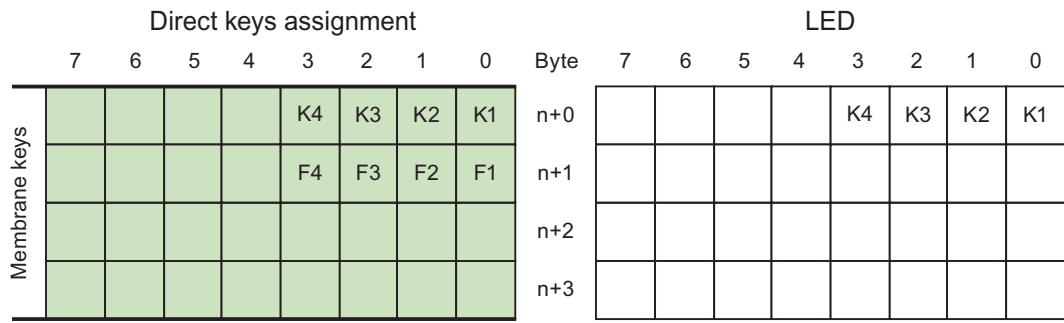 Direct keys assignment LED
7 6 5 4 3 2 1 0 Byte 7 6 5 4 3 2 1 0
Membrane keys
K4 K3 K2 K1 n+0 K4 K3 K2 K1
F4 F3 F2 F1 n+1
n+2
n+3